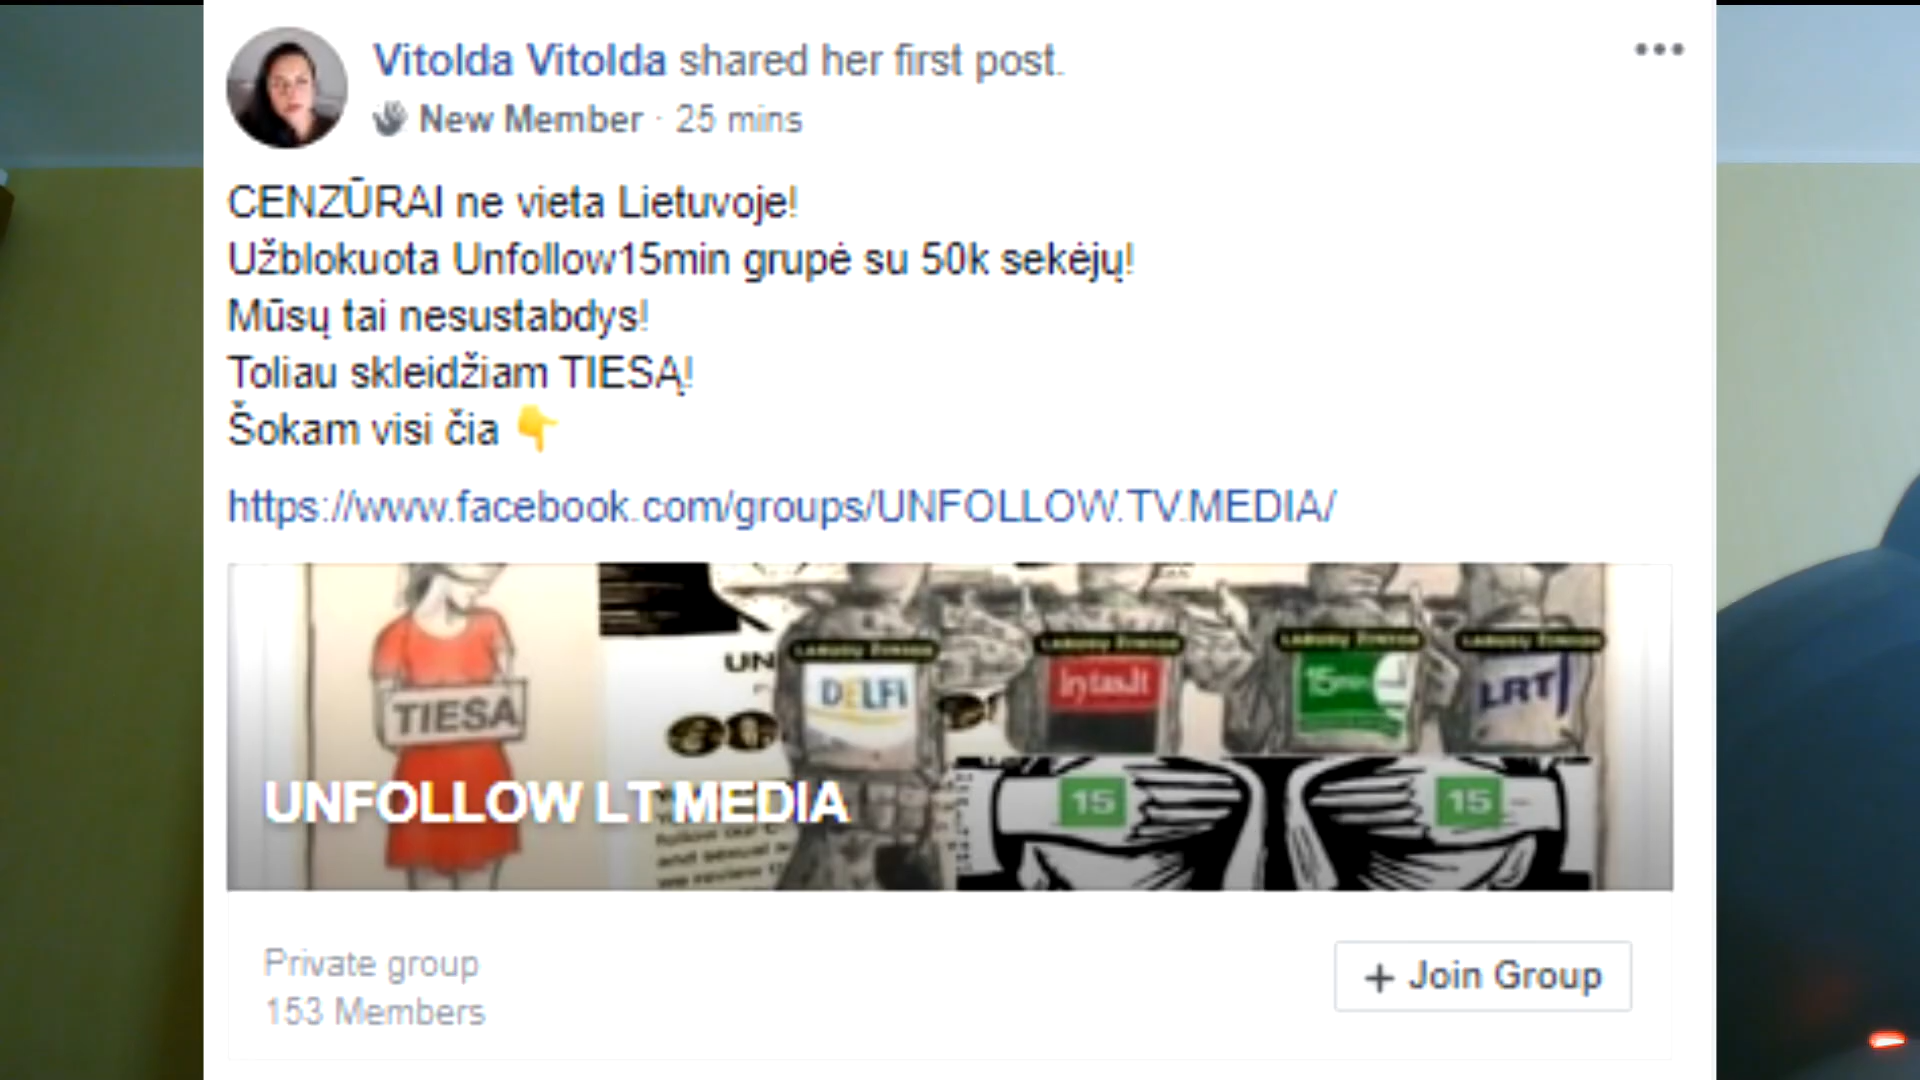 Vitolda Vitolda shared her first post.
New Member · 25 mins
CENZŪRAI ne vieta Lietuvoje!
Užblokuota Unfollow15min grupė su 50k sekėjų!
Mūsų tai nesustabdys!
Toliau skleidžiam TIESĄ!
Šokam visi čia 👇
https://www.facebook.com/groups/UNFOLLOW.TV.MEDIA/
UN
DELFI
lrytas.lt
15min
LRT
TIESA
15
15
UNFOLLOW LT MEDIA
Private group
153 Members
+ Join Group